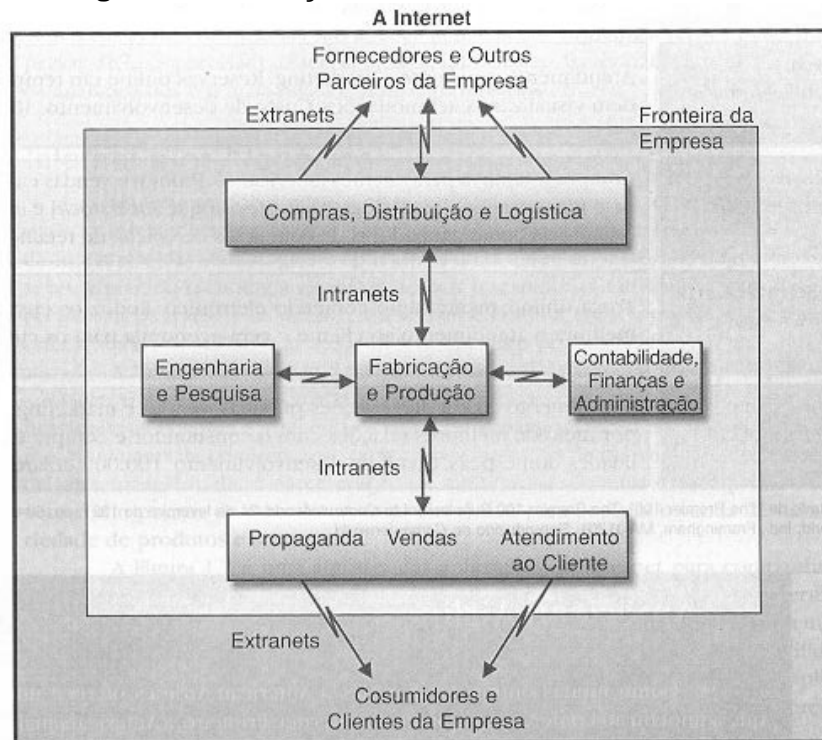 A Internet
Fornecedores e Outros
Parceiros da Empresa
Extranets
Fronteira da
Empresa
Compras, Distribuição e Logística
Intranets
Engenharia
e Pesquisa
Fabricação
e Produção
Contabilidade,
Finanças e
Administração
Intranets
Propaganda Vendas Atendimento
ao Cliente
Extranets
Cosumidores e
Clientes da Empresa